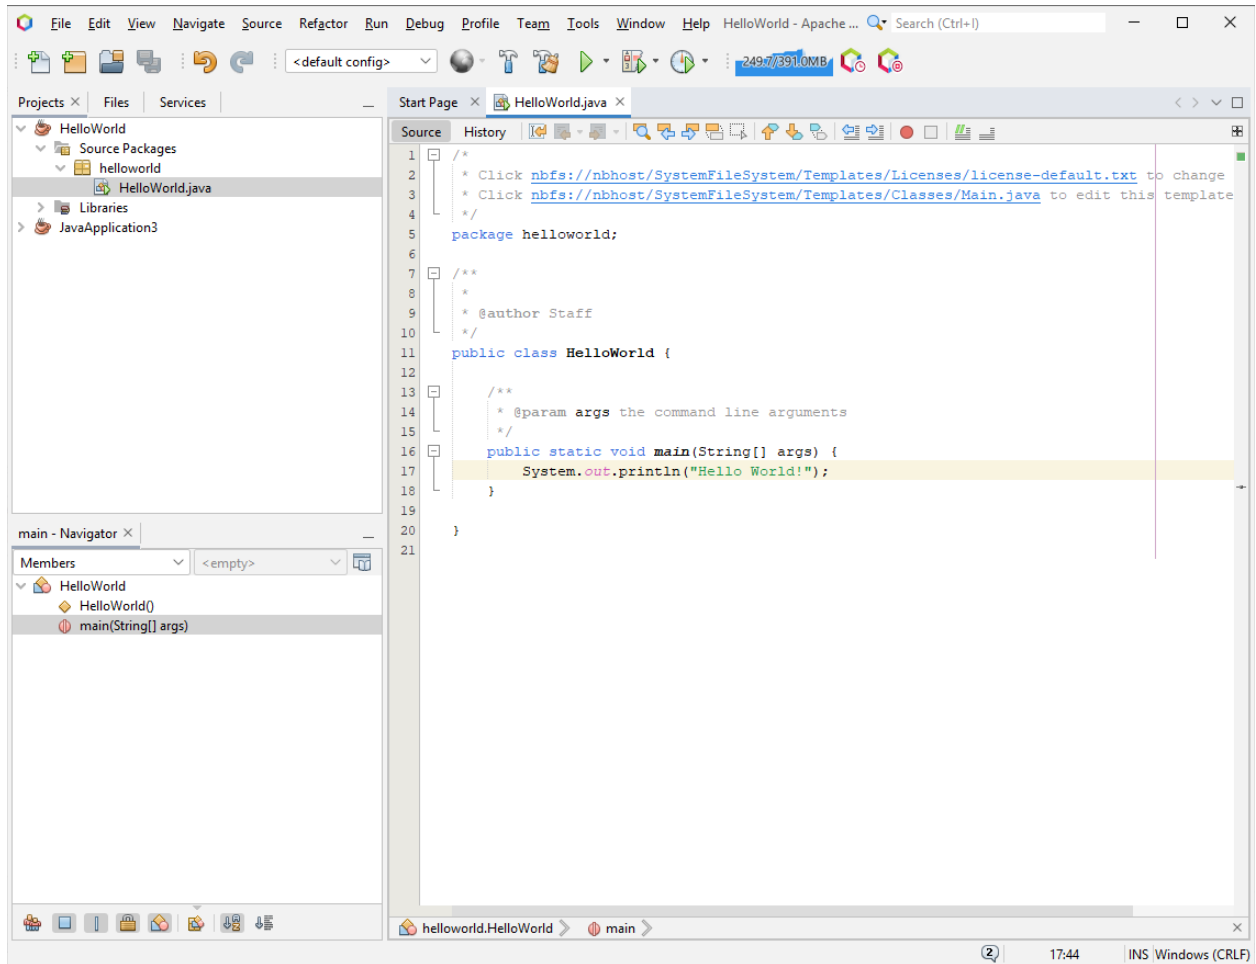 File Edit View Navigate Source Refactor Run Debug Profile Team Tools Window Help HelloWorld - Apache ... Search (Ctrl+I)
<default config> 249.7/391.0MB
Projects Files Services
HelloWorld
Source Packages
helloworld
HelloWorld.java
Libraries
JavaApplication3
Start Page HelloWorld.java
Source History
1 /*
2 * Click nbfs://nbhost/SystemFileSystem/Templates/Licenses/license-default.txt to change
3 * Click nbfs://nbhost/SystemFileSystem/Templates/Classes/Main.java to edit this template
4 */
5 package helloworld;
6
7 /**
8 *
9 * @author Staff
10 */
11 public class HelloWorld {
12
13 /**
14 * @param args the command line arguments
15 */
16 public static void main(String[] args) {
17 System.out.println("Hello World!");
18 }
19
20 }
21
main - Navigator
Members <empty>
HelloWorld
HelloWorld()
main(String[] args)
helloworld.HelloWorld main
2 17:44 INS Windows (CRLF)